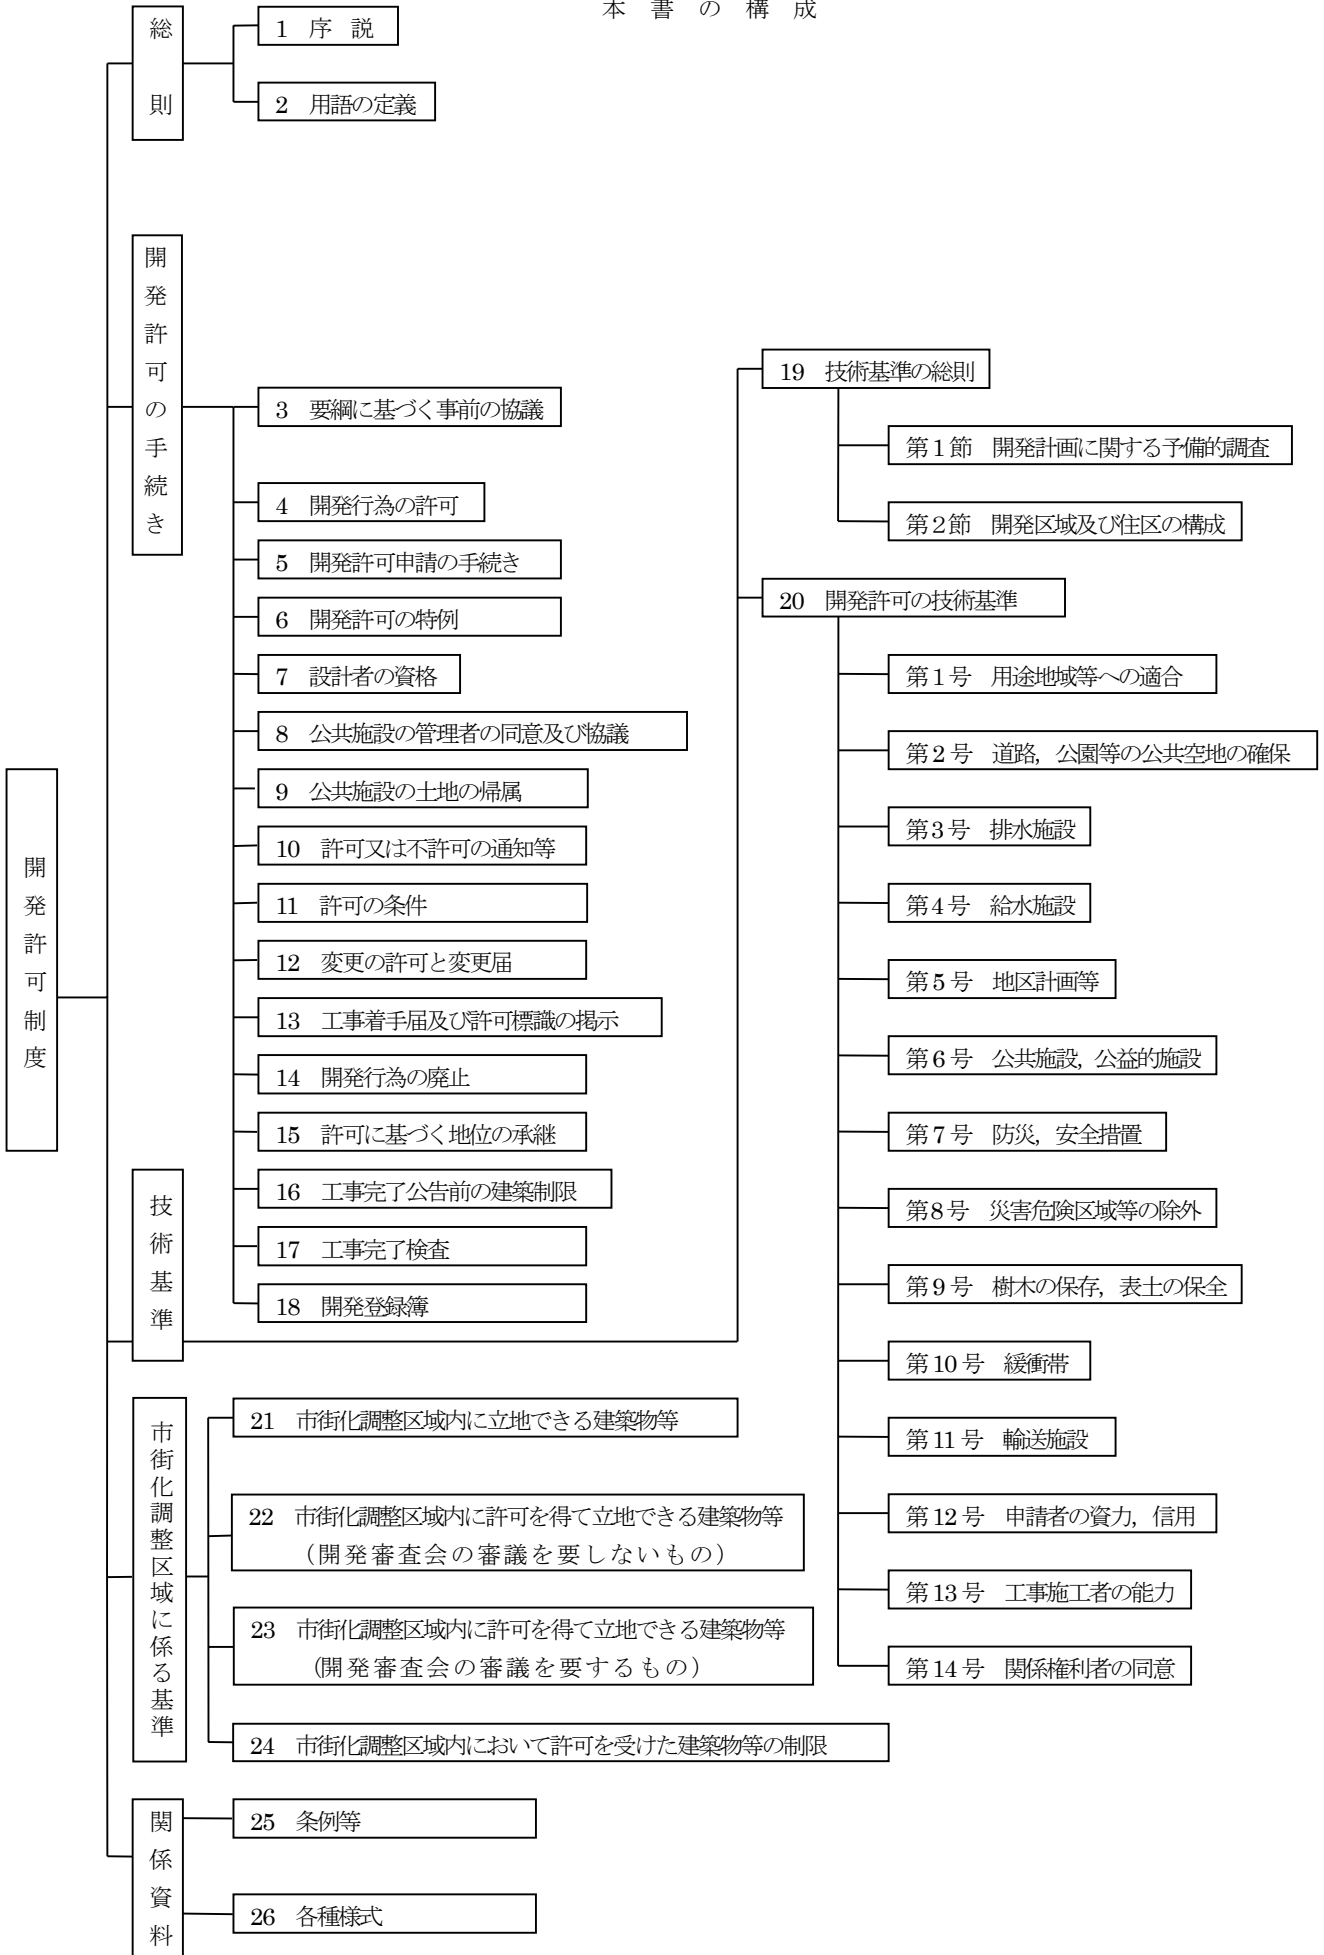 本書の構成
開発許可制度
総則
1 序 説
2 用語の定義
開発許可の手続き
3 要綱に基づく事前の協議
4 開発行為の許可
5 開発許可申請の手続き
6 開発許可の特例
7 設計者の資格
8 公共施設の管理者の同意及び協議
9 公共施設の土地の帰属
10 許可又は不許可の通知等
11 許可の条件
12 変更の許可と変更届
13 工事着手届及び許可標識の掲示
14 開発行為の廃止
15 許可に基づく地位の承継
16 工事完了公告前の建築制限
17 工事完了検査
18 開発登録簿
技術基準
19 技術基準の総則
第1節 開発計画に関する予備的調査
第2節 開発区域及び住区の構成
20 開発許可の技術基準
第1号 用途地域等への適合
第2号 道路，公園等の公共空地の確保
第3号 排水施設
第4号 給水施設
第5号 地区計画等
第6号 公共施設，公益的施設
第7号 防災，安全措置
第8号 災害危険区域等の除外
第9号 樹木の保存，表土の保全
第10号 緩衝帯
第11号 輸送施設
第12号 申請者の資力，信用
第13号 工事施工者の能力
第14号 関係権利者の同意
市街化調整区域に係る基準
21 市街化調整区域内に立地できる建築物等
22 市街化調整区域内に許可を得て立地できる建築物等
（開発審査会の審議を要しないもの）
23 市街化調整区域内に許可を得て立地できる建築物等
（開発審査会の審議を要するもの）
24 市街化調整区域内において許可を受けた建築物等の制限
関係資料
25 条例等
26 各種様式